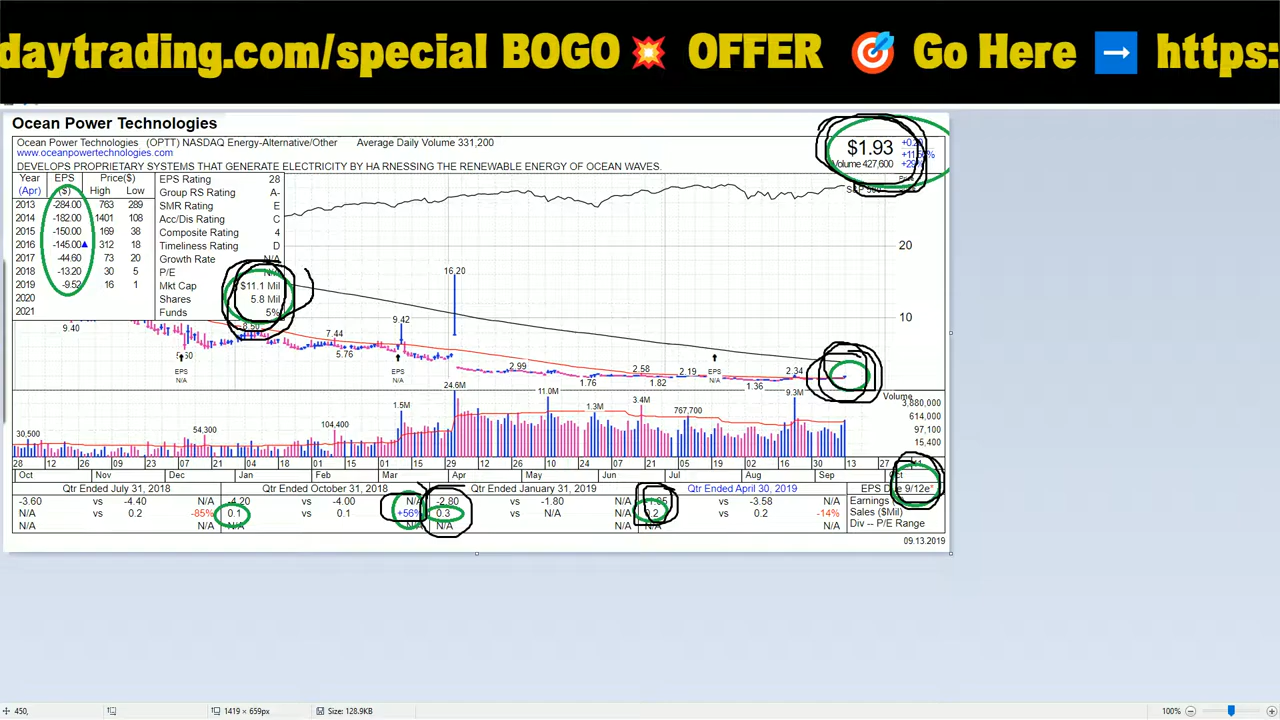 daytrading.com/special BOGO💥 OFFER 🎯 Go Here ➡️ https:
Ocean Power Technologies
Ocean Power Technologies (OPTT) NASDAQ Energy-Alternative/Other Average Daily Volume 331,200
www.oceanpowertechnologies.com
DEVELOPS PROPRIETARY SYSTEMS THAT GENERATE ELECTRICITY BY HARNESSING THE RENEWABLE ENERGY OF OCEAN WAVES.
$1.93
Volume 427,600
Year EPS Price($)
(Apr) ($) High Low
2013 -284.00 763 289
2014 -182.00 1401 108
2015 -150.00 169 38
2016 -145.00▲ 312 18
2017 -44.60 73 20
2018 -13.20 30 5
2019 -9.52 16 1
2020
2021
EPS Rating 28
Group RS Rating A-
SMR Rating E
Acc/Dis Rating C
Composite Rating 4
Timeliness Rating D
Growth Rate N/A
P/E N/A
Mkt Cap $11.1 Mil
Shares 5.8 Mil
Funds 5%
20
10
16.20
9.40
8.50
7.44
5.76
9.42
2.99
1.76
2.58
1.82
2.19
1.36
2.34
EPS N/A
EPS N/A
EPS N/A
Volume
3,880,000
614,000
97,100
15,400
30,500
54,300
104,400
1.5M
24.6M
11.0M
1.3M
3.4M
767,700
9.3M
28 12 26 09 23 07 21 04 18 01 15 01 15 29 12 26 10 24 07 21 05 19 02 16 30 13 27
Oct Nov Dec Jan Feb Mar Apr May Jun Jul Aug Sep
Qtr Ended July 31, 2018 Qtr Ended October 31, 2018 Qtr Ended January 31, 2019 Qtr Ended April 30, 2019 EPS Due 9/12e*
-3.60 vs -4.40 N/A -4.20 vs -4.00 N/A -2.80 vs -1.80 vs -3.58 N/A
N/A vs 0.2 -85% 0.1 vs 0.1 +56% 0.3 vs N/A N/A 0.2 vs 0.2 -14% Sales ($Mil)
N/A N/A N/A N/A N/A N/A Div -- P/E Range
09.13.2019
450, 1419 × 659px Size: 128.9KB 100%